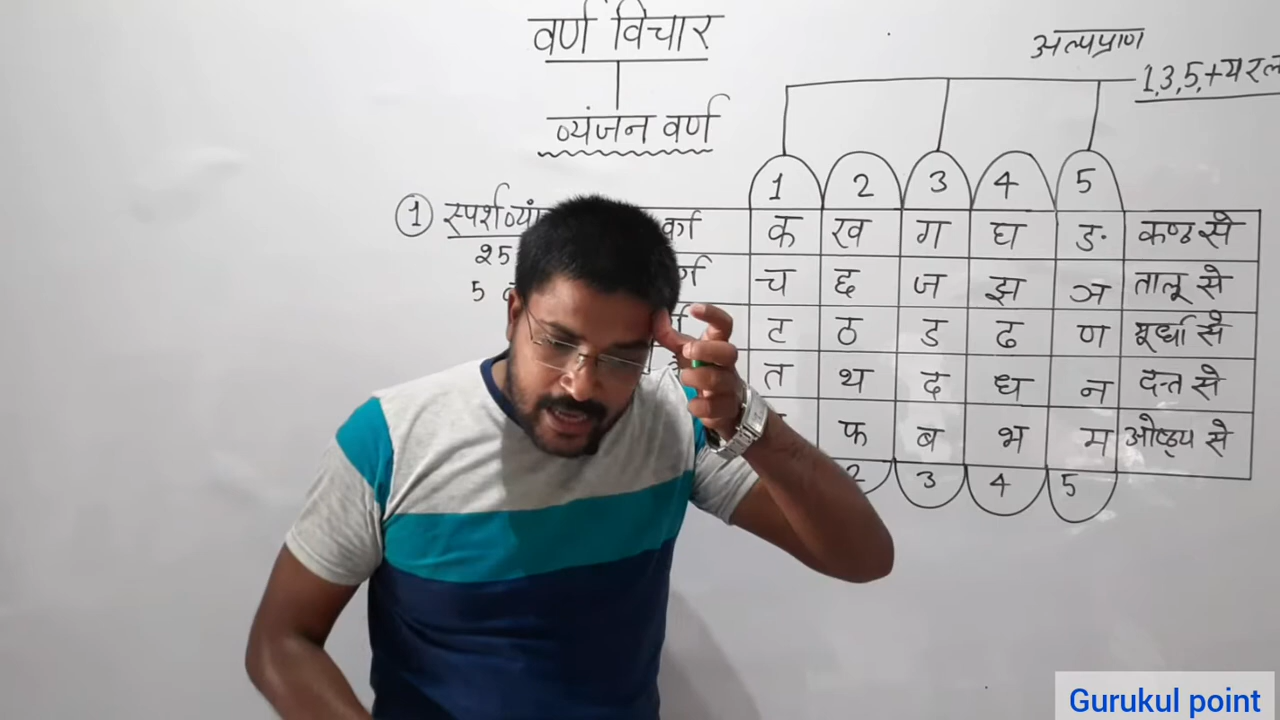 वर्ण विचार
व्यंजन वर्ण
अल्पप्राण
1,3,5,+यरल
1 2 3 4 5
① स्पर्श
25
5
क ख ग घ ङ कण्ठ से
च छ ज झ ञ तालू से
ट ठ ड ढ ण मूर्धा से
त थ द ध न दन्त से
फ ब भ म ओष्ठ्य से
2 3 4 5
Gurukul point